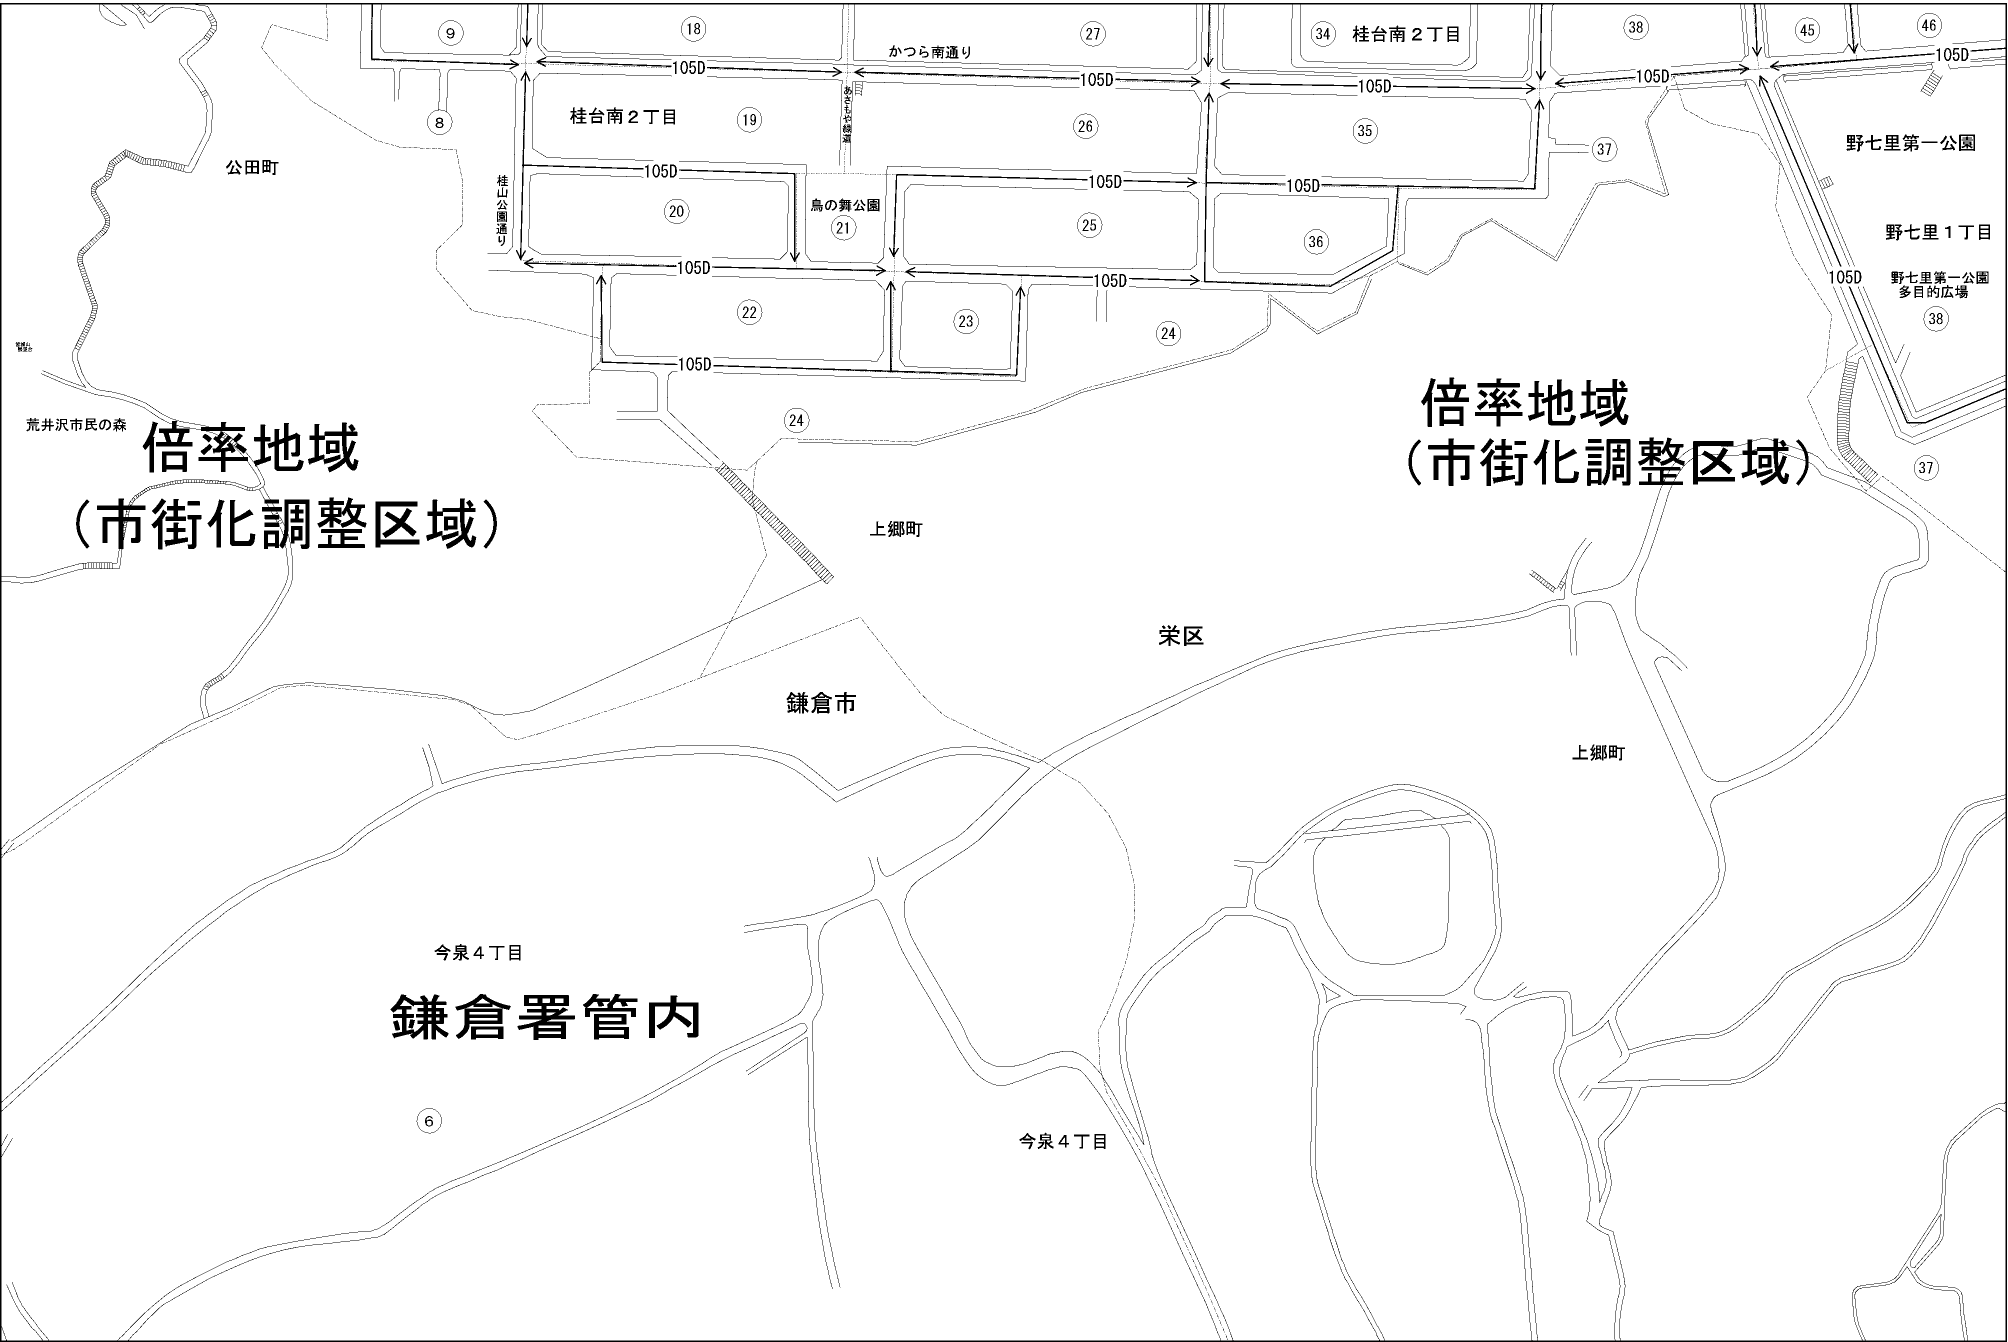 9
18
27
34
桂台南２丁目
38
45
46
かつら南通り
105D
105D
105D
105D
105D
8
桂台南２丁目
19
あさもや緑道
26
35
37
野七里第一公園
公田町
桂山公園通り
105D
105D
105D
20
鳥の舞公園
21
25
36
野七里１丁目
105D
105D
105D
野七里第一公園
多目的広場
38
22
23
24
105D
荒井沢市民の森
24
倍率地域
（市街化調整区域）
倍率地域
（市街化調整区域）
37
上郷町
栄区
鎌倉市
上郷町
今泉４丁目
鎌倉署管内
6
今泉４丁目